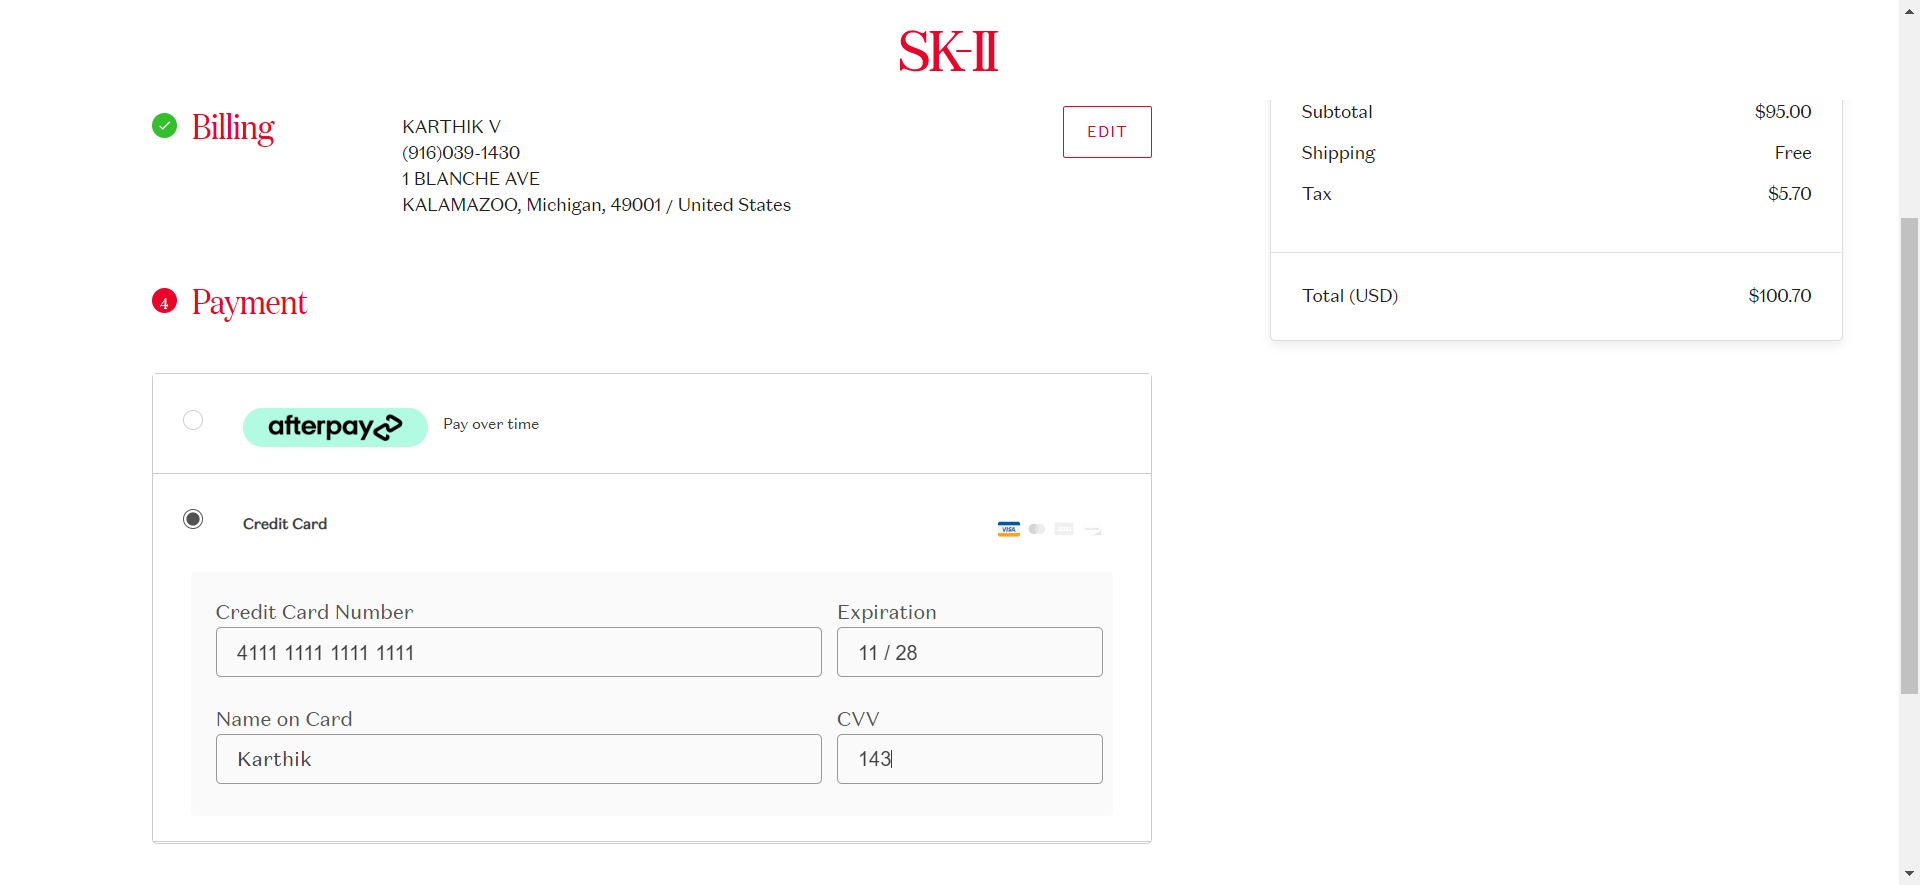 SK-II
Billing
KARTHIK V
(916)039-1430
1 BLANCHE AVE
KALAMAZOO, Michigan, 49001 / United States
EDIT
Subtotal $95.00
Shipping Free
Tax $5.70
Total (USD) $100.70
4 Payment
afterpay Pay over time
Credit Card
VISA
Credit Card Number
4111 1111 1111 1111
Expiration
11 / 28
Name on Card
Karthik
CVV
143